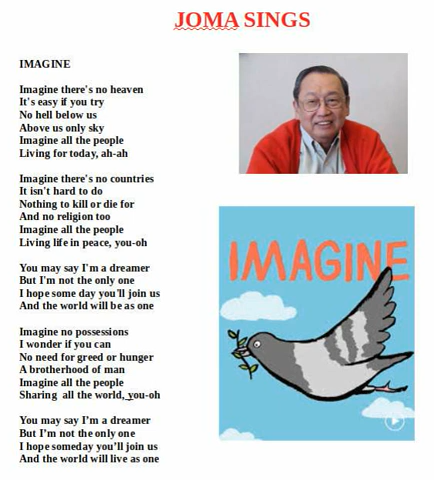 JOMA SINGS
IMAGINE
Imagine there's no heaven
It's easy if you try
No hell below us
Above us only sky
Imagine all the people
Living for today, ah-ah
Imagine there's no countries
It isn't hard to do
Nothing to kill or die for
And no religion too
Imagine all the people
Living life in peace, you-oh
You may say I'm a dreamer
But I'm not the only one
I hope some day you'll join us
And the world will be as one
Imagine no possessions
I wonder if you can
No need for greed or hunger
A brotherhood of man
Imagine all the people
Sharing all the world, you-oh
You may say I'm a dreamer
But I'm not the only one
I hope someday you'll join us
And the world will live as one
IMAGINE